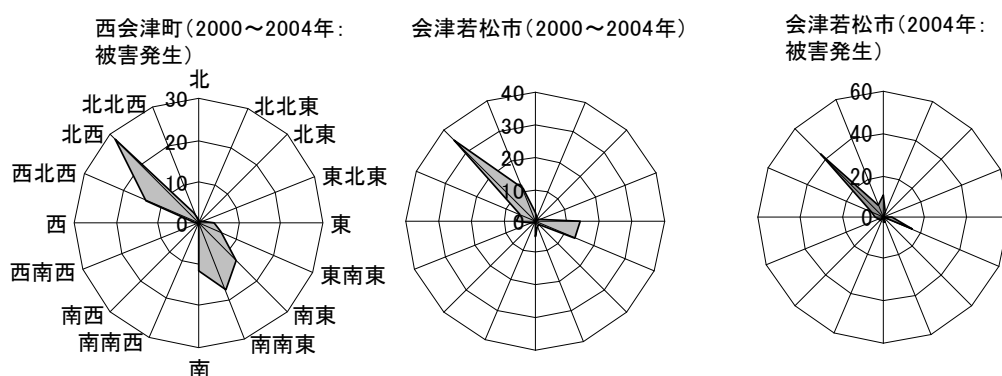 西会津町(2000～2004年:
被害発生)
北
北北東
北東
東北東
東
東南東
南東
南南東
南
南南西
南西
西南西
西
西北西
北西
北北西
30
20
10
0
会津若松市(2000～2004年)
40
30
20
10
0
会津若松市(2004年:
被害発生)
60
40
20
0